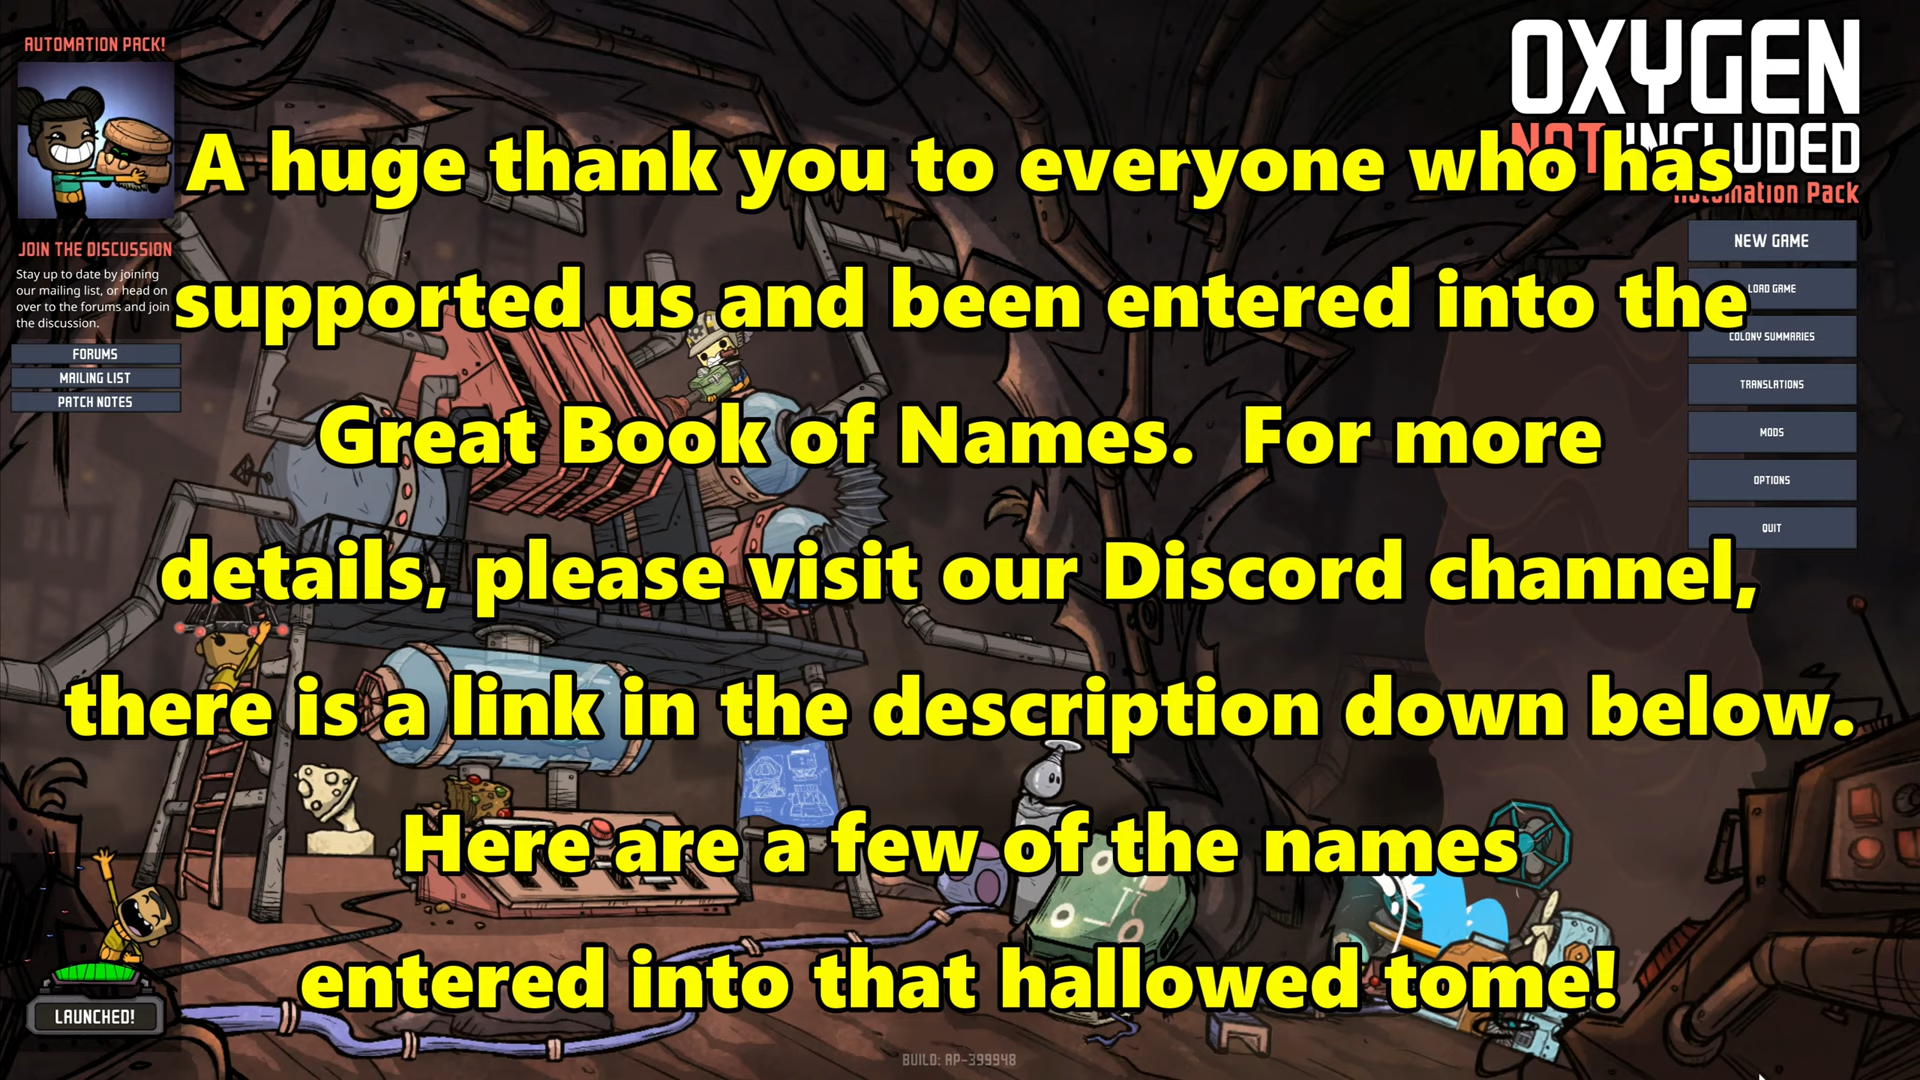 AUTOMATION PACK!
OXYGEN
NOT INCLUDED
Automation Pack
A huge thank you to everyone who has
supported us and been entered into the
Great Book of Names.  For more
details, please visit our Discord channel,
there is a link in the description down below.
Here are a few of the names
entered into that hallowed tome!
JOIN THE DISCUSSION
Stay up to date by joining
our mailing list, or head on
over to the forums and join
the discussion.
FORUMS
MAILING LIST
PATCH NOTES
NEW GAME
LOAD GAME
COLONY SUMMARIES
TRANSLATIONS
MODS
OPTIONS
QUIT
LAUNCHED!
BUILD: AP-399948